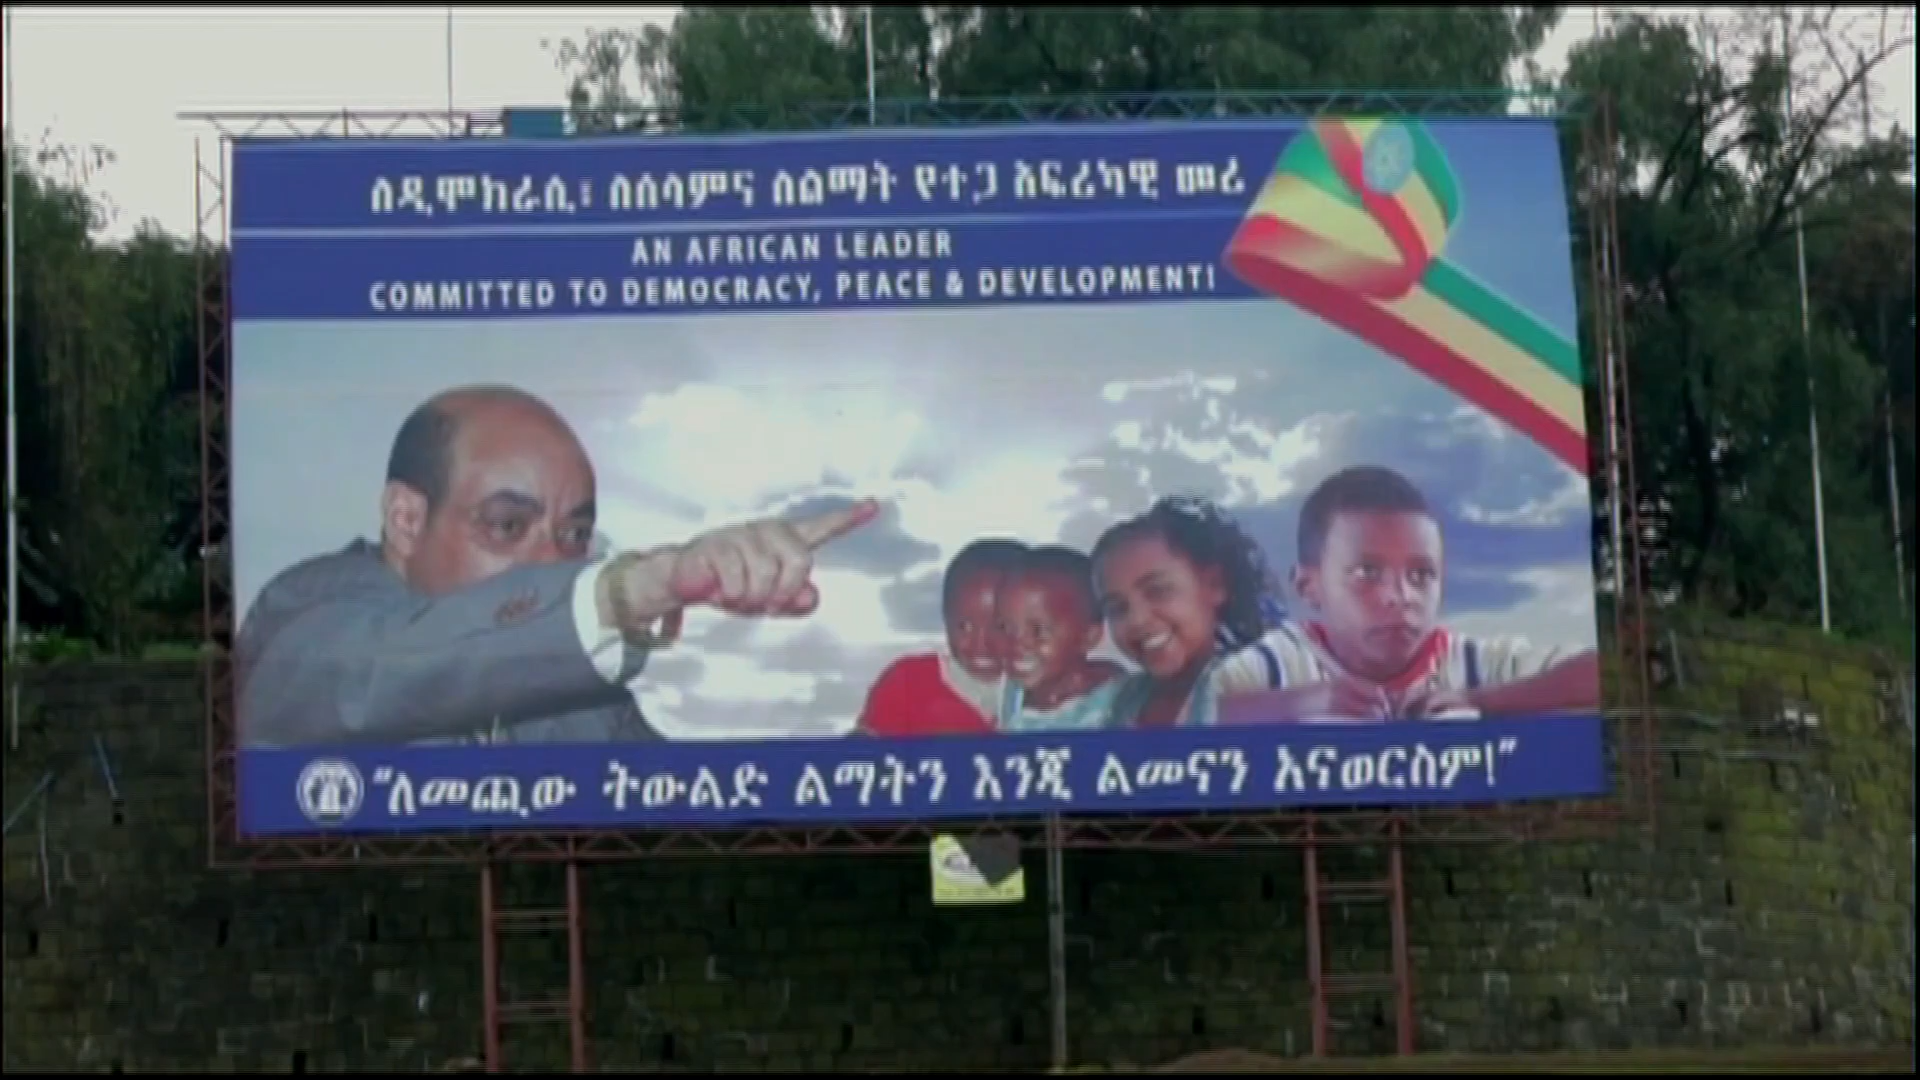 ለዲሞክራሲ፣ ለሰላምና ለልማት የተጋ አፍሪካዊ መሪ
AN AFRICAN LEADER
COMMITTED TO DEMOCRACY, PEACE & DEVELOPMENT!
“ለመጪው ትውልድ ልማትን እንጂ ልመናን አናወርስም!”